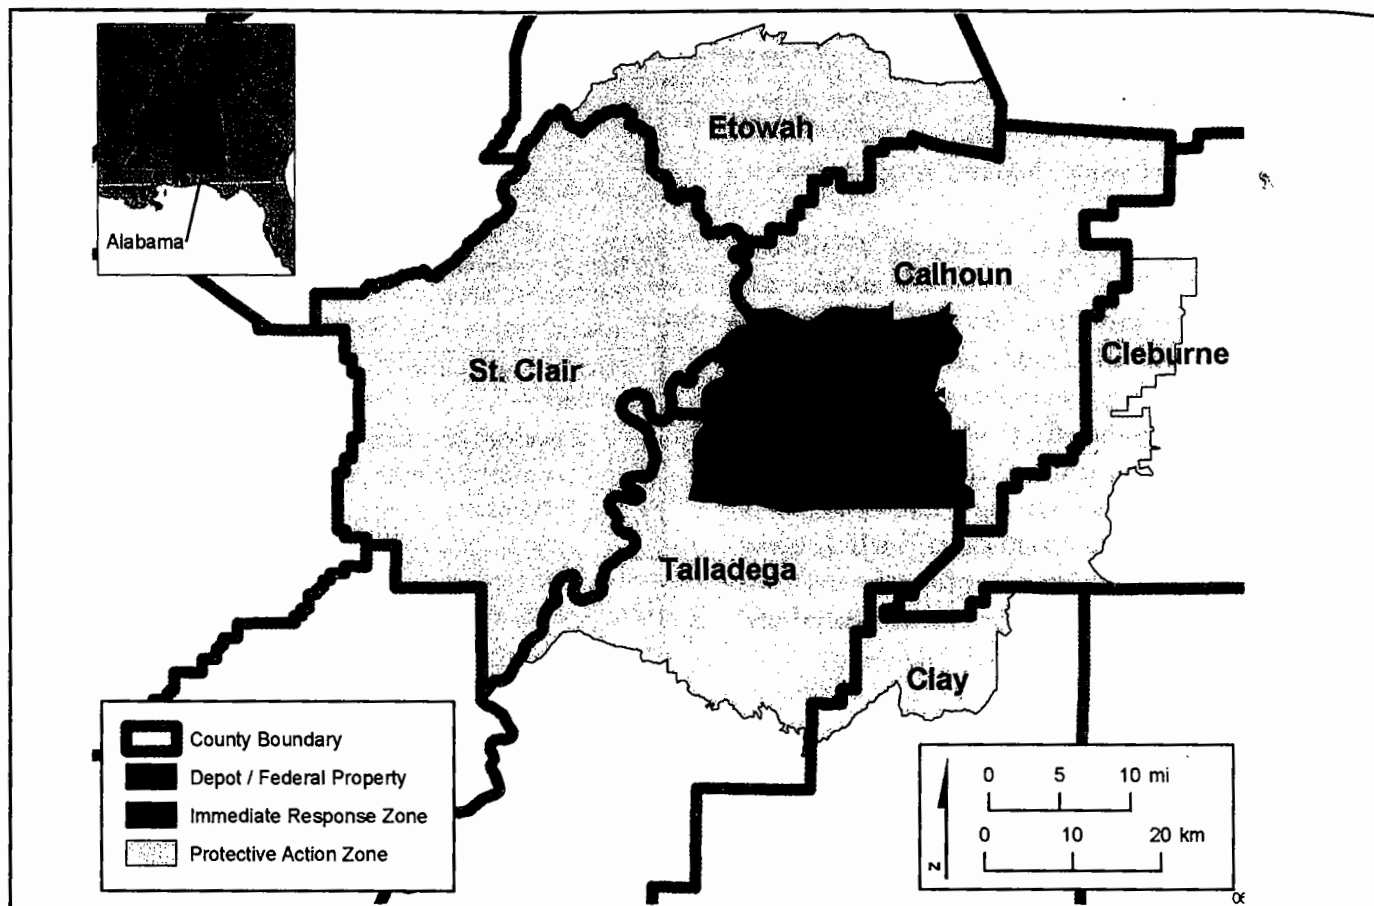 Etowah
Alabama
Calhoun
Cleburne
St. Clair
Talladega
Clay
County Boundary
Depot / Federal Property
Immediate Response Zone
Protective Action Zone
0 5 10 mi
0 10 20 km
N